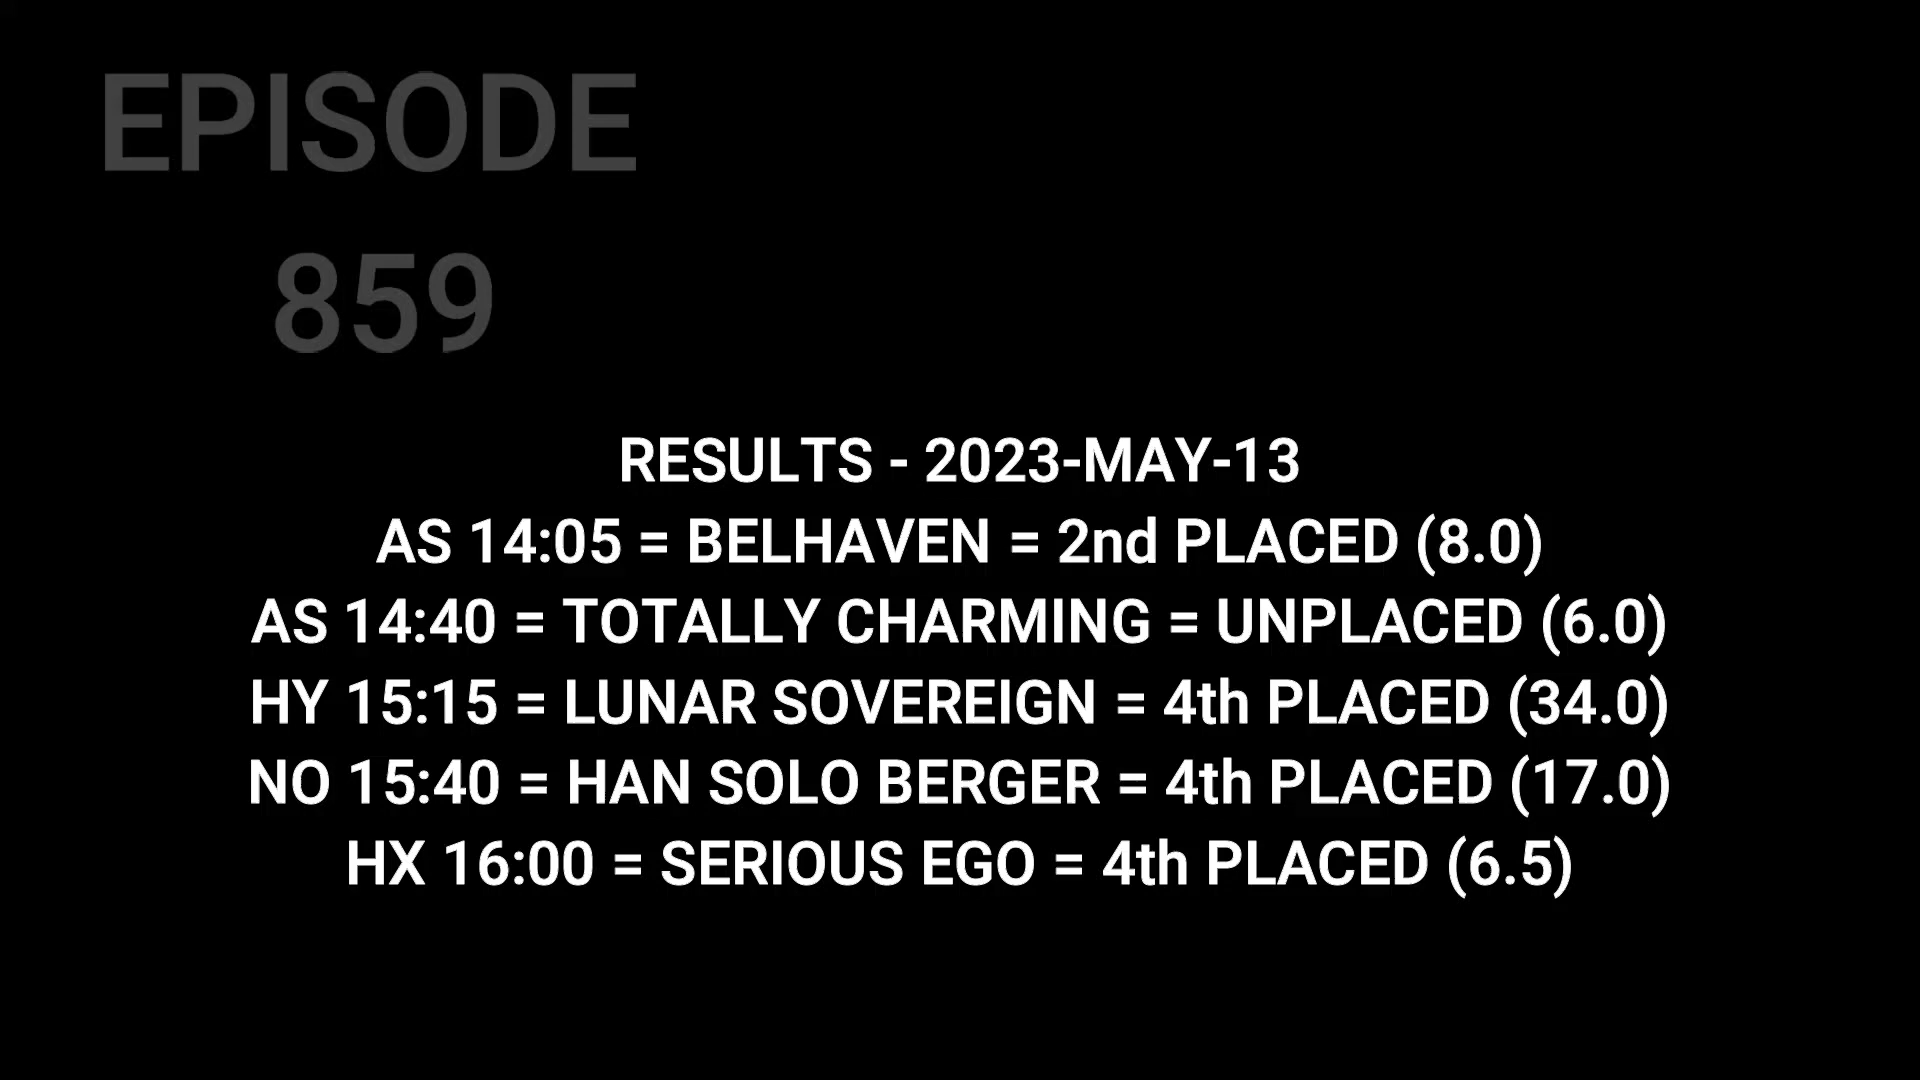 EPISODE
859
RESULTS - 2023-MAY-13
AS 14:05 = BELHAVEN = 2nd PLACED (8.0)
AS 14:40 = TOTALLY CHARMING = UNPLACED (6.0)
HY 15:15 = LUNAR SOVEREIGN = 4th PLACED (34.0)
NO 15:40 = HAN SOLO BERGER = 4th PLACED (17.0)
HX 16:00 = SERIOUS EGO = 4th PLACED (6.5)